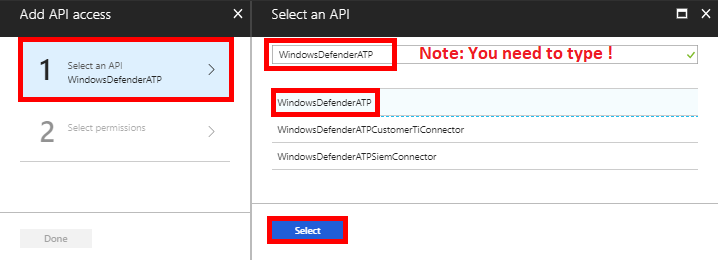 Add API access
Select an API
1
Select an API
WindowsDefenderATP
2
Select permissions
Done
WindowsDefenderATP
Note: You need to type !
WindowsDefenderATP
WindowsDefenderATPCustomerTiConnector
WindowsDefenderATPSiemConnector
Select